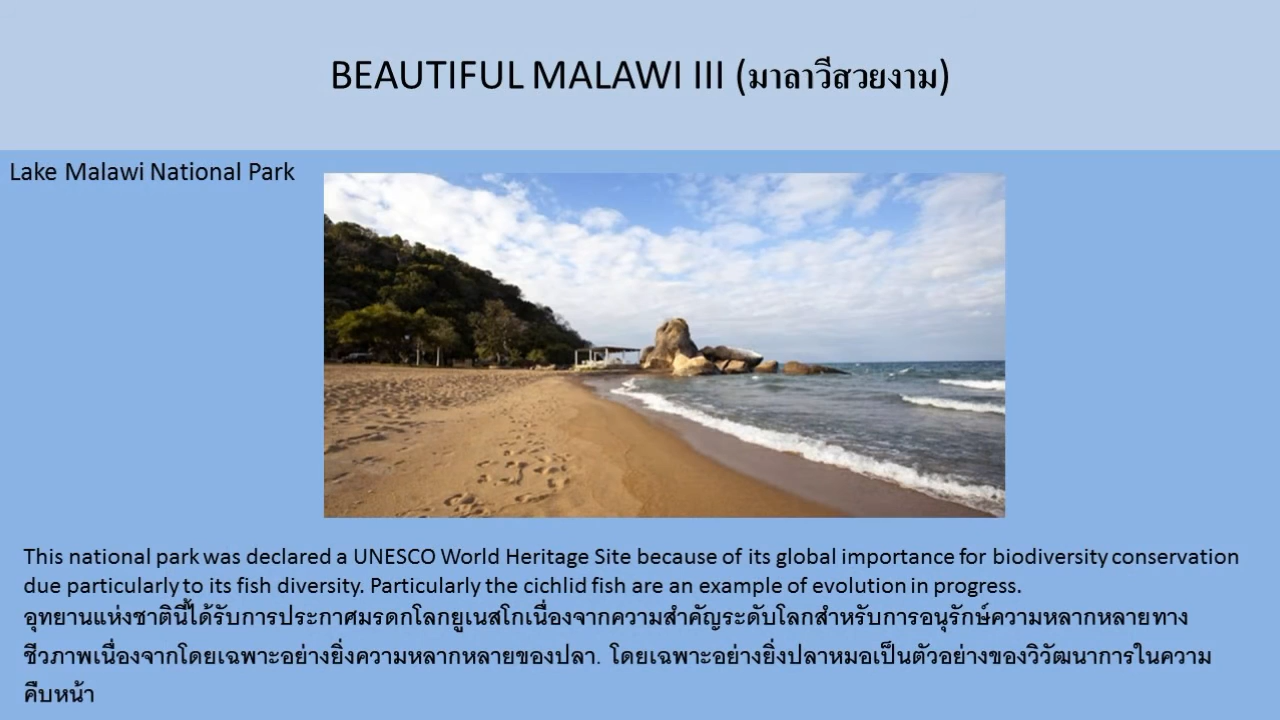 BEAUTIFUL MALAWI III (มาลาวีสวยงาม)
Lake Malawi National Park
This national park was declared a UNESCO World Heritage Site because of its global importance for biodiversity conservation
due particularly to its fish diversity. Particularly the cichlid fish are an example of evolution in progress.
อุทยานแห่งชาตินี้ได้รับการประกาศมรดกโลกยูเนสโกเนื่องจากความสำคัญระดับโลกสำหรับการอนุรักษ์ความหลากหลายทาง
ชีวภาพเนื่องจากโดยเฉพาะอย่างยิ่งความหลากหลายของปลา. โดยเฉพาะอย่างยิ่งปลาหมอเป็นตัวอย่างของวิวัฒนาการในความ
คืบหน้า